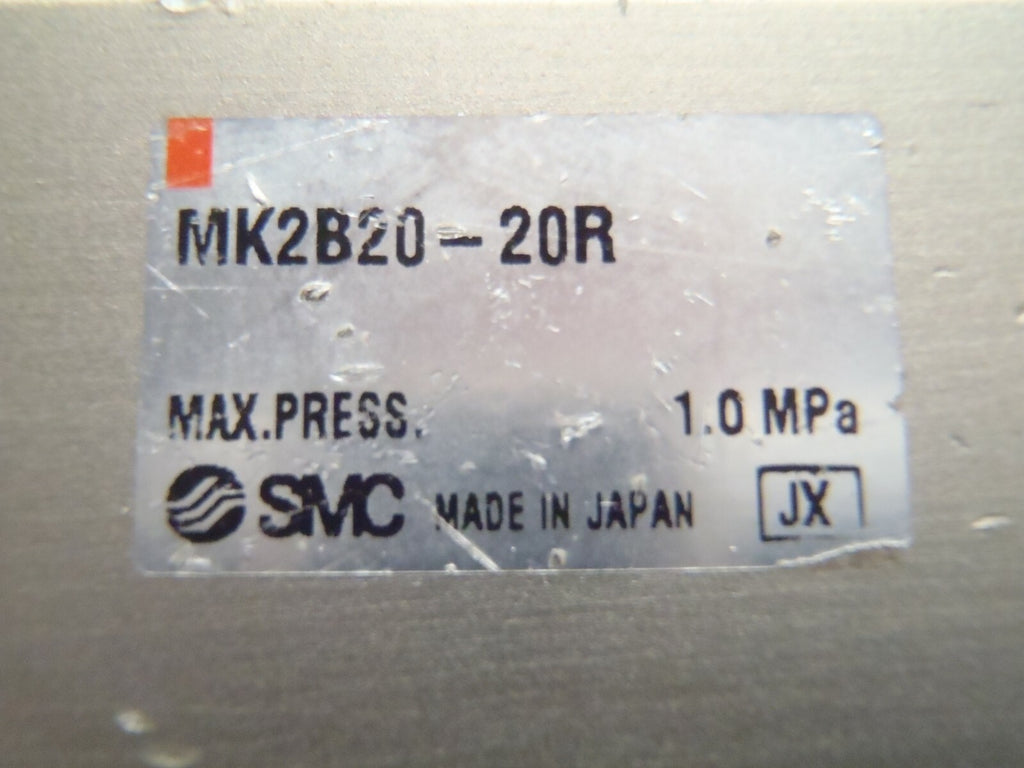 MK2B20-20R
MAX.PRESS. 1.0 MPa
SMC MADE IN JAPAN JX